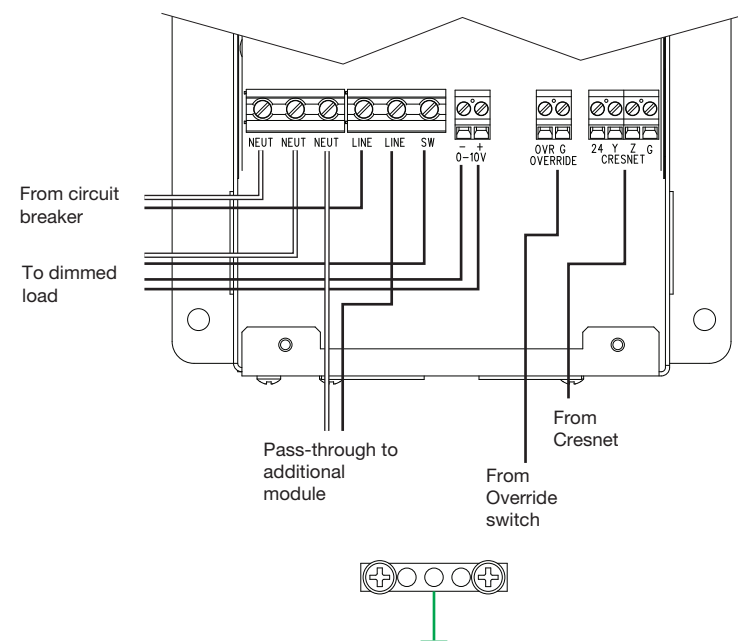 NEUT NEUT NEUT LINE LINE SW
- +
0-10V
OVR G
OVERRIDE
24 Y Z G
CRESNET
From circuit
breaker
To dimmed
load
Pass-through to
additional
module
From
Override
switch
From
Cresnet